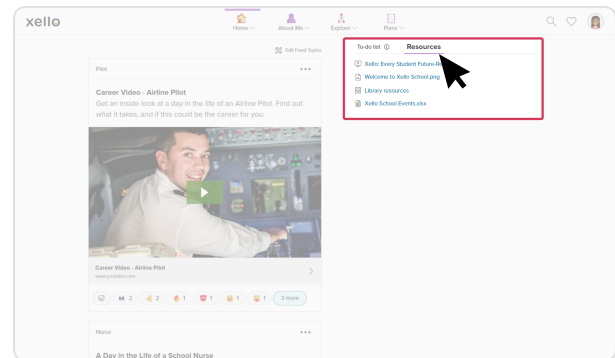 xello
Home
About Me
Explore
Plans
Edit Feed Topics
To-do list
Resources
Pilot
Xello: Every Student Future-Re
Welcome to Xello School.png
Library resources
Xello School Events.xlsx
Career Video - Airline Pilot
Get an inside look at a day in the life of an Airline Pilot. Find out
what it takes, and if this could be the career for you.
Career Video - Airline Pilot
www.youtube.com
2
2
1
1
1
1
3 more
Nurse
A Day in the Life of a School Nurse